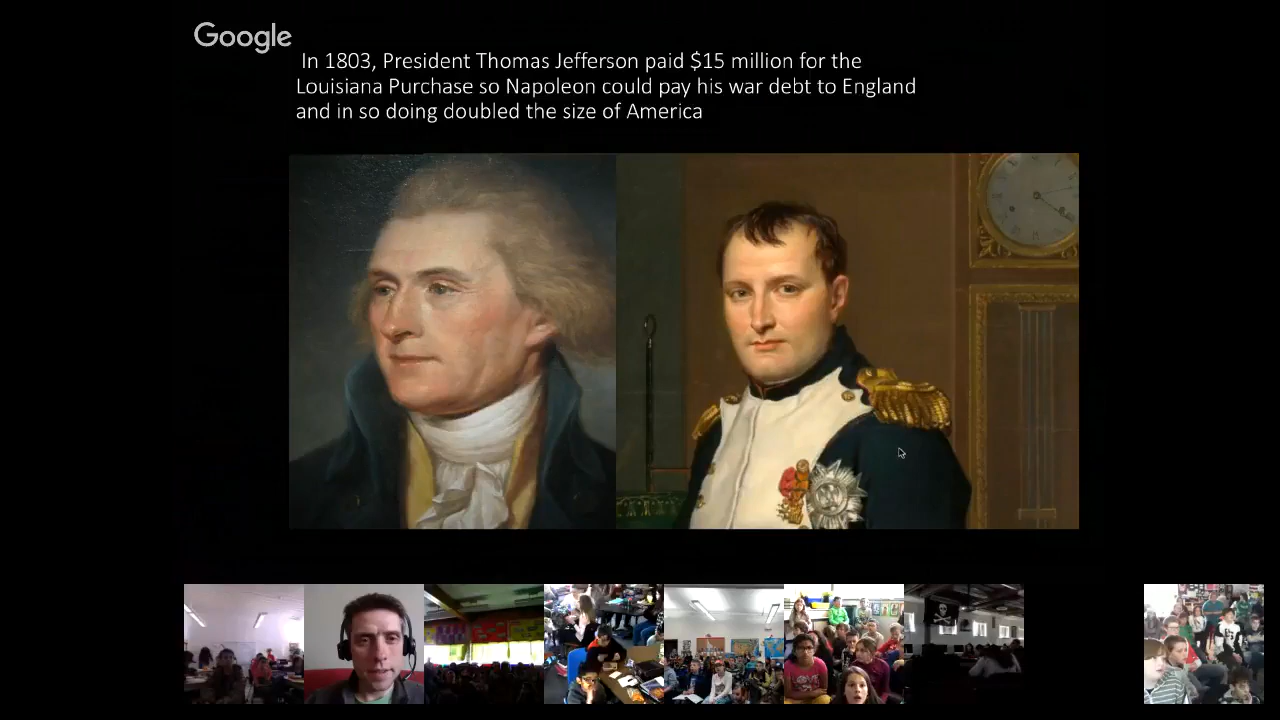 Google
In 1803, President Thomas Jefferson paid $15 million for the
Louisiana Purchase so Napoleon could pay his war debt to England
and in so doing doubled the size of America